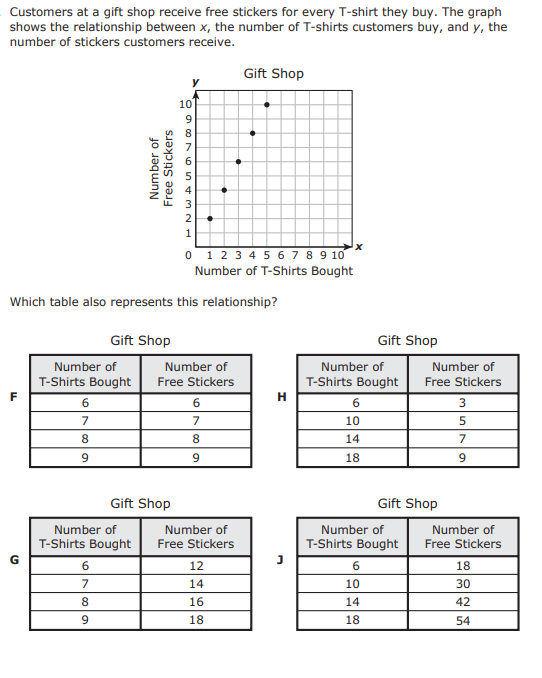 Customers at a gift shop receive free stickers for every T-shirt they buy. The graph
shows the relationship between x, the number of T-shirts customers buy, and y, the
number of stickers customers receive.
Gift Shop
y
10
9
8
7
6
5
4
3
2
1
Number of
Free Stickers
x
0 1 2 3 4 5 6 7 8 9 10
Number of T-Shirts Bought
Which table also represents this relationship?
F
Gift Shop
Number of
T-Shirts Bought
Number of
Free Stickers
6 6
7 7
8 8
9 9
H
Gift Shop
Number of
T-Shirts Bought
Number of
Free Stickers
6 3
10 5
14 7
18 9
G
Gift Shop
Number of
T-Shirts Bought
Number of
Free Stickers
6 12
7 14
8 16
9 18
J
Gift Shop
Number of
T-Shirts Bought
Number of
Free Stickers
6 18
10 30
14 42
18 54